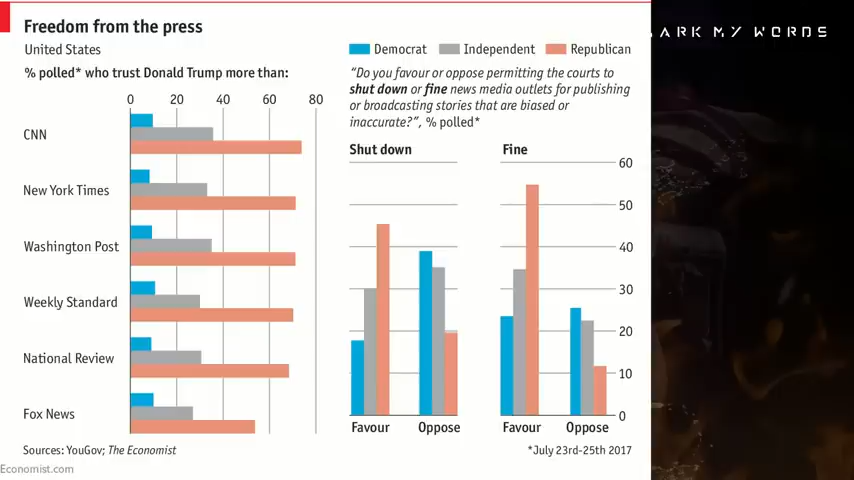 Freedom from the press
United States
% polled* who trust Donald Trump more than:
0 20 40 60 80
CNN
New York Times
Washington Post
Weekly Standard
National Review
Fox News
Democrat Independent Republican
“Do you favour or oppose permitting the courts to
shut down or fine news media outlets for publishing
or broadcasting stories that are biased or
inaccurate?”, % polled*
Shut down
Fine
60
50
40
30
20
10
0
Favour Oppose
Favour Oppose
Sources: YouGov; The Economist
*July 23rd-25th 2017
Economist.com
ARK MY WORDS